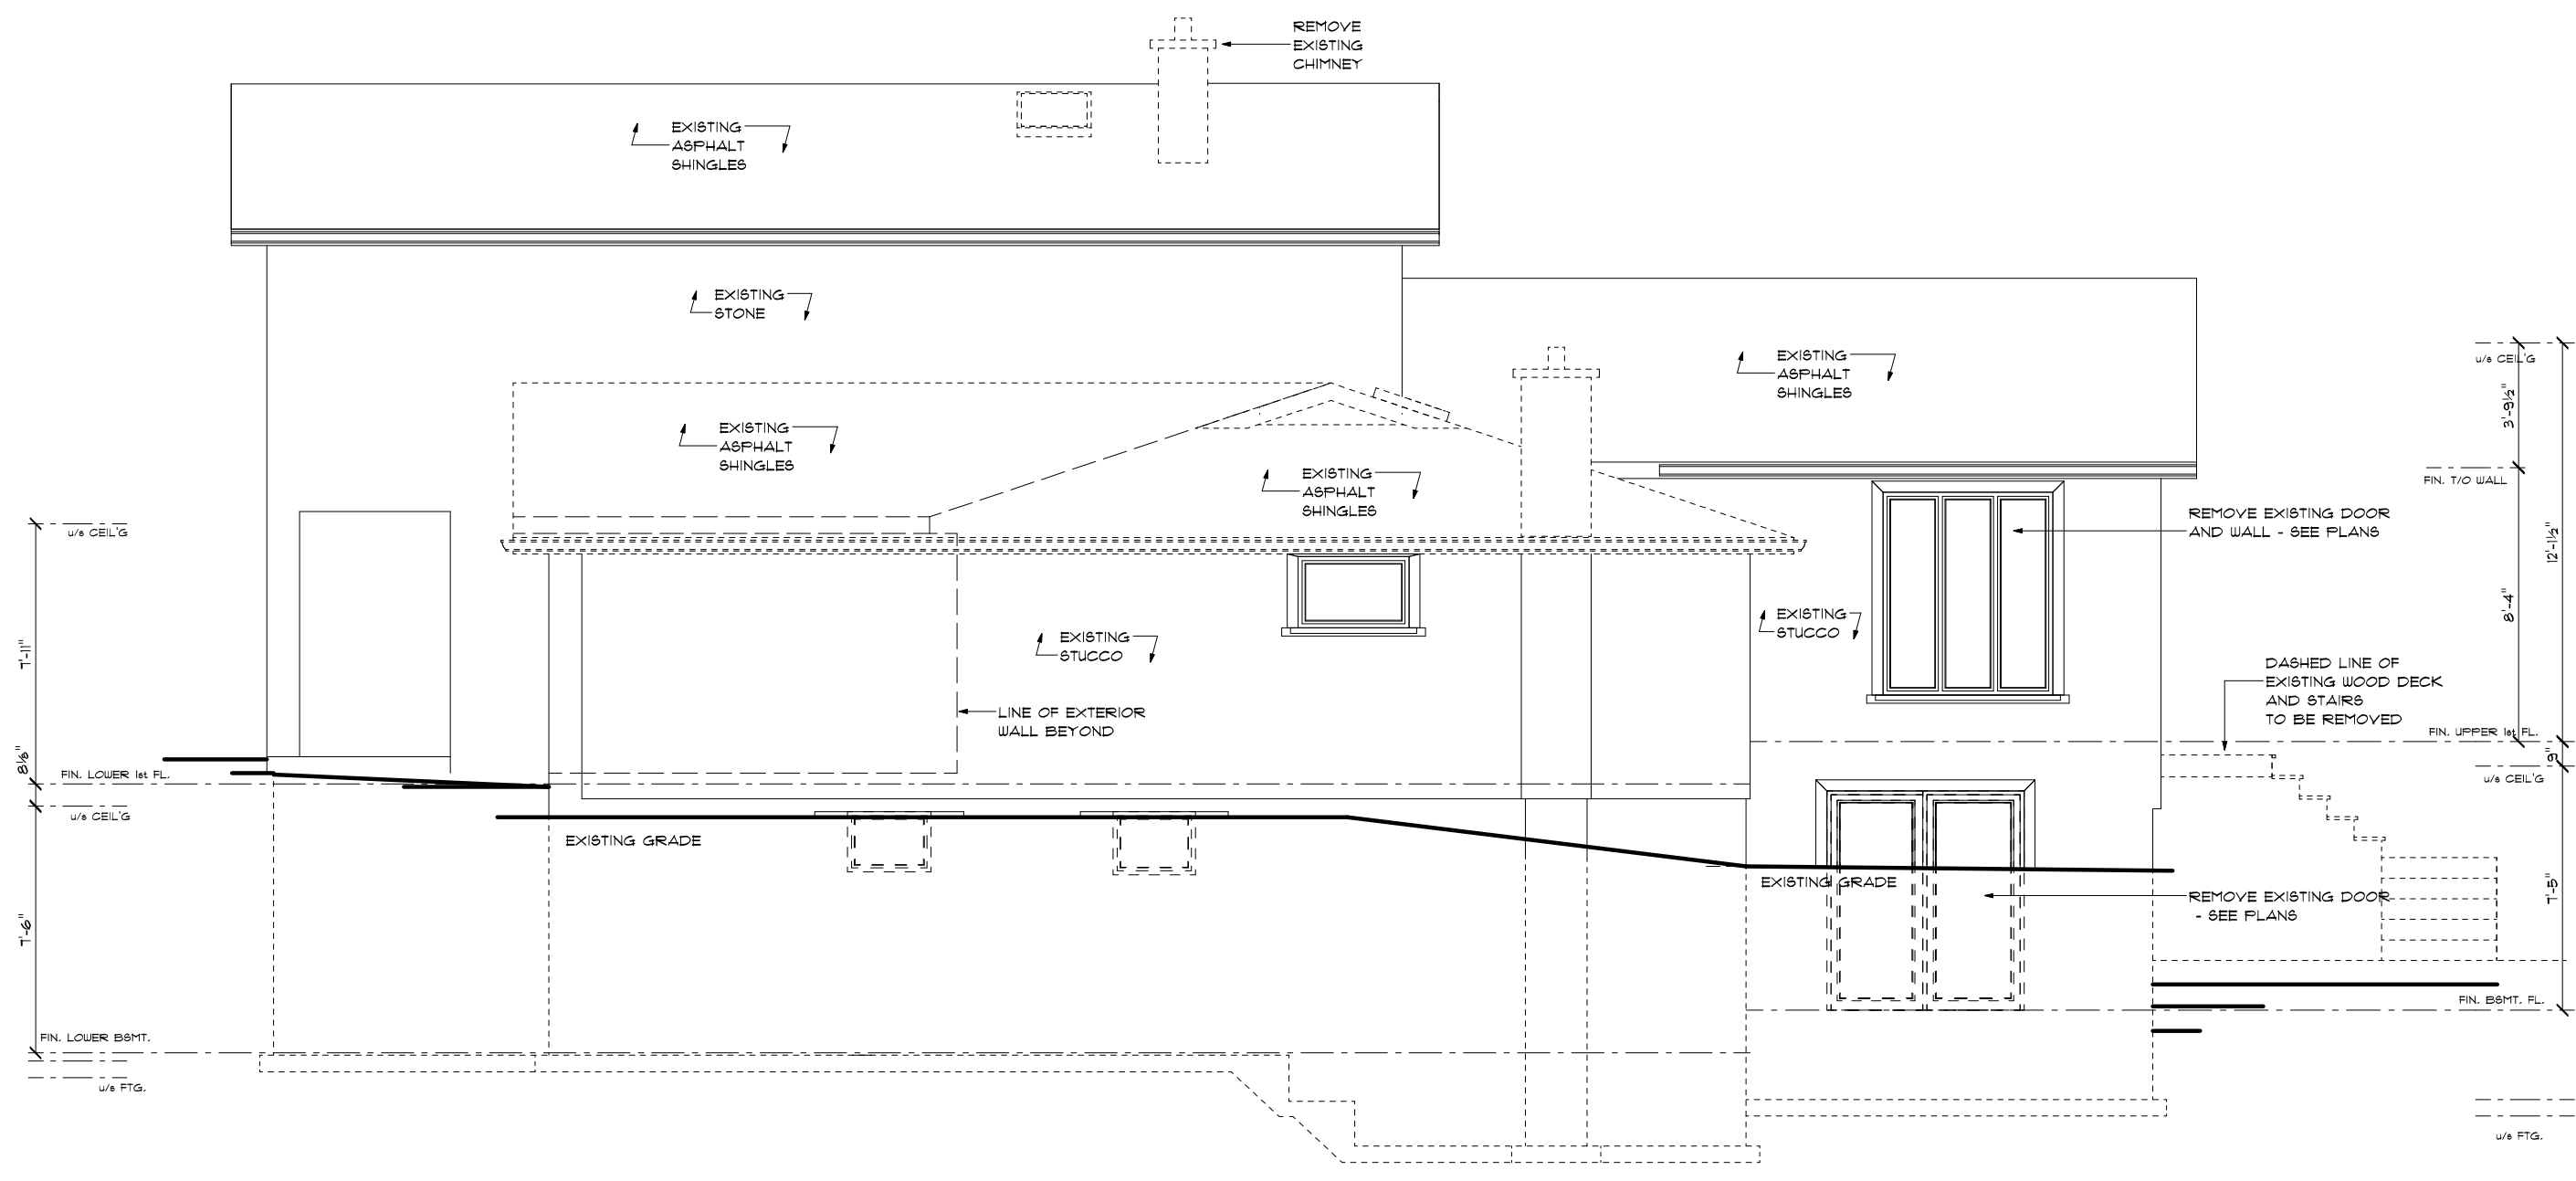 REMOVE
EXISTING
CHIMNEY
EXISTING
ASPHALT
SHINGLES
EXISTING
STONE
EXISTING
ASPHALT
SHINGLES
u/s CEIL'G
3'-9½"
EXISTING
ASPHALT
SHINGLES
EXISTING
ASPHALT
SHINGLES
FIN. T/O WALL
REMOVE EXISTING DOOR
AND WALL - SEE PLANS
u/s CEIL'G
12'-1½"
8'-4"
7'-11"
EXISTING
STUCCO
EXISTING
STUCCO
DASHED LINE OF
EXISTING WOOD DECK
AND STAIRS
TO BE REMOVED
LINE OF EXTERIOR
WALL BEYOND
FIN. UPPER 1st FL.
9"
8⅛"
FIN. LOWER 1st FL.
u/s CEIL'G
u/s CEIL'G
EXISTING GRADE
EXISTING GRADE
REMOVE EXISTING DOOR
- SEE PLANS
7'-5"
7'-6"
FIN. BSMT. FL.
FIN. LOWER BSMT.
u/s FTG.
u/s FTG.